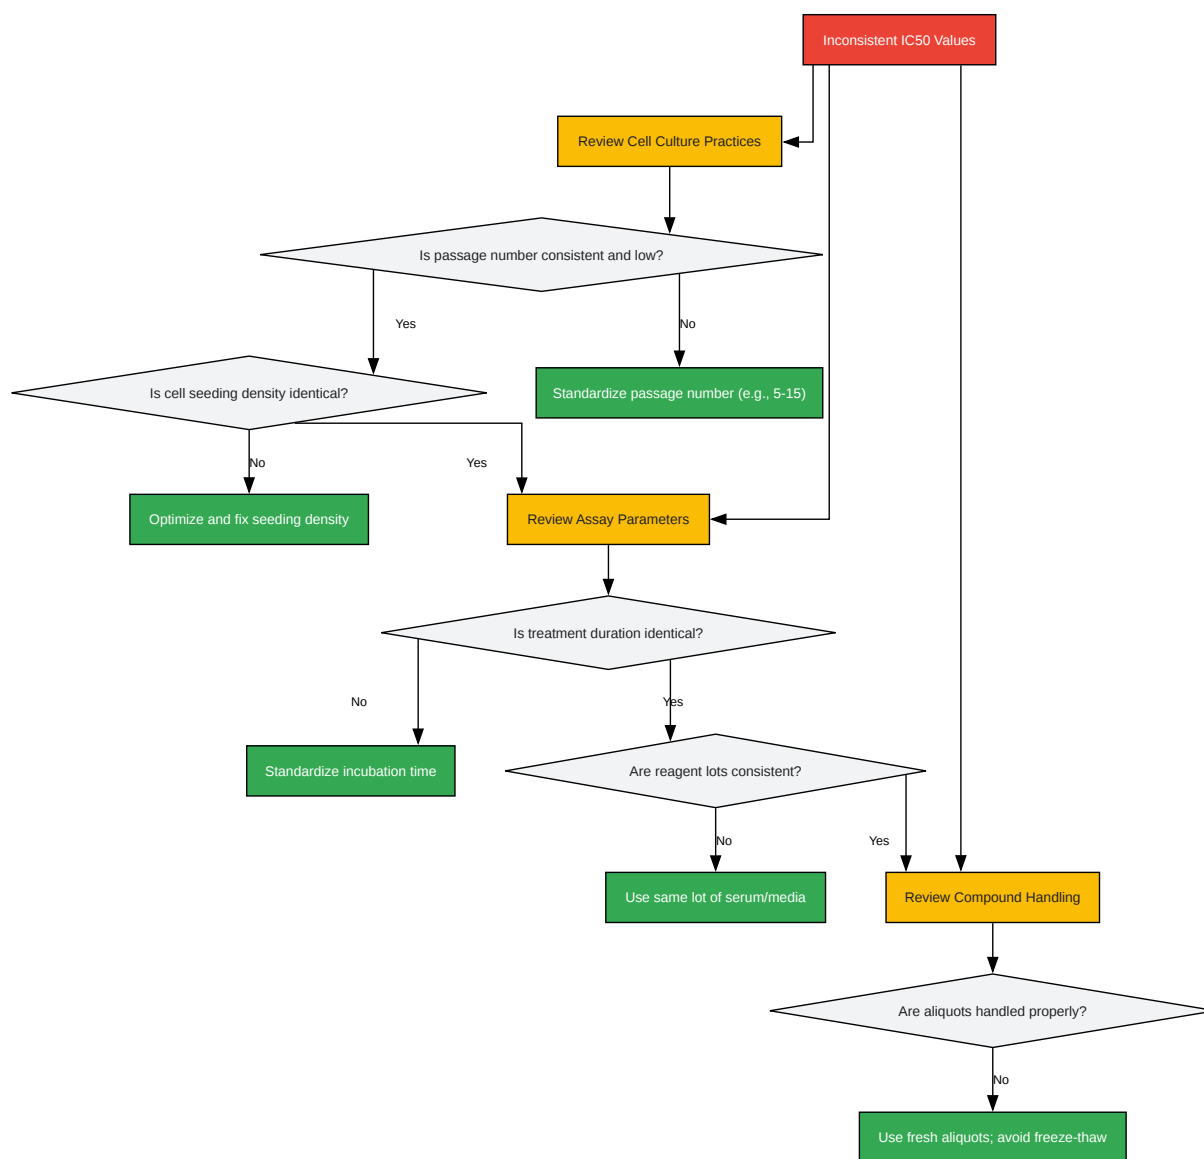 Inconsistent IC50 Values
Review Cell Culture Practices
Is passage number consistent and low?
Yes
No
Is cell seeding density identical?
Standardize passage number (e.g., 5-15)
No
Yes
Optimize and fix seeding density
Review Assay Parameters
Is treatment duration identical?
No
Yes
Standardize incubation time
Are reagent lots consistent?
No
Yes
Use same lot of serum/media
Review Compound Handling
Are aliquots handled properly?
No
Use fresh aliquots; avoid freeze-thaw